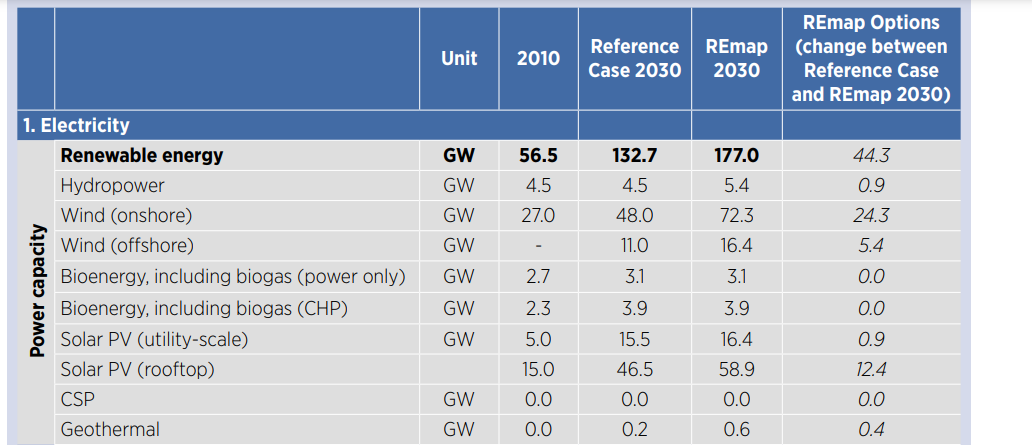 Unit 2010 Reference Case 2030 REmap 2030 REmap Options (change between Reference Case and REmap 2030)
1. Electricity
Power capacity
Renewable energy GW 56.5 132.7 177.0 44.3
Hydropower GW 4.5 4.5 5.4 0.9
Wind (onshore) GW 27.0 48.0 72.3 24.3
Wind (offshore) GW - 11.0 16.4 5.4
Bioenergy, including biogas (power only) GW 2.7 3.1 3.1 0.0
Bioenergy, including biogas (CHP) GW 2.3 3.9 3.9 0.0
Solar PV (utility-scale) GW 5.0 15.5 16.4 0.9
Solar PV (rooftop) 15.0 46.5 58.9 12.4
CSP GW 0.0 0.0 0.0 0.0
Geothermal GW 0.0 0.2 0.6 0.4